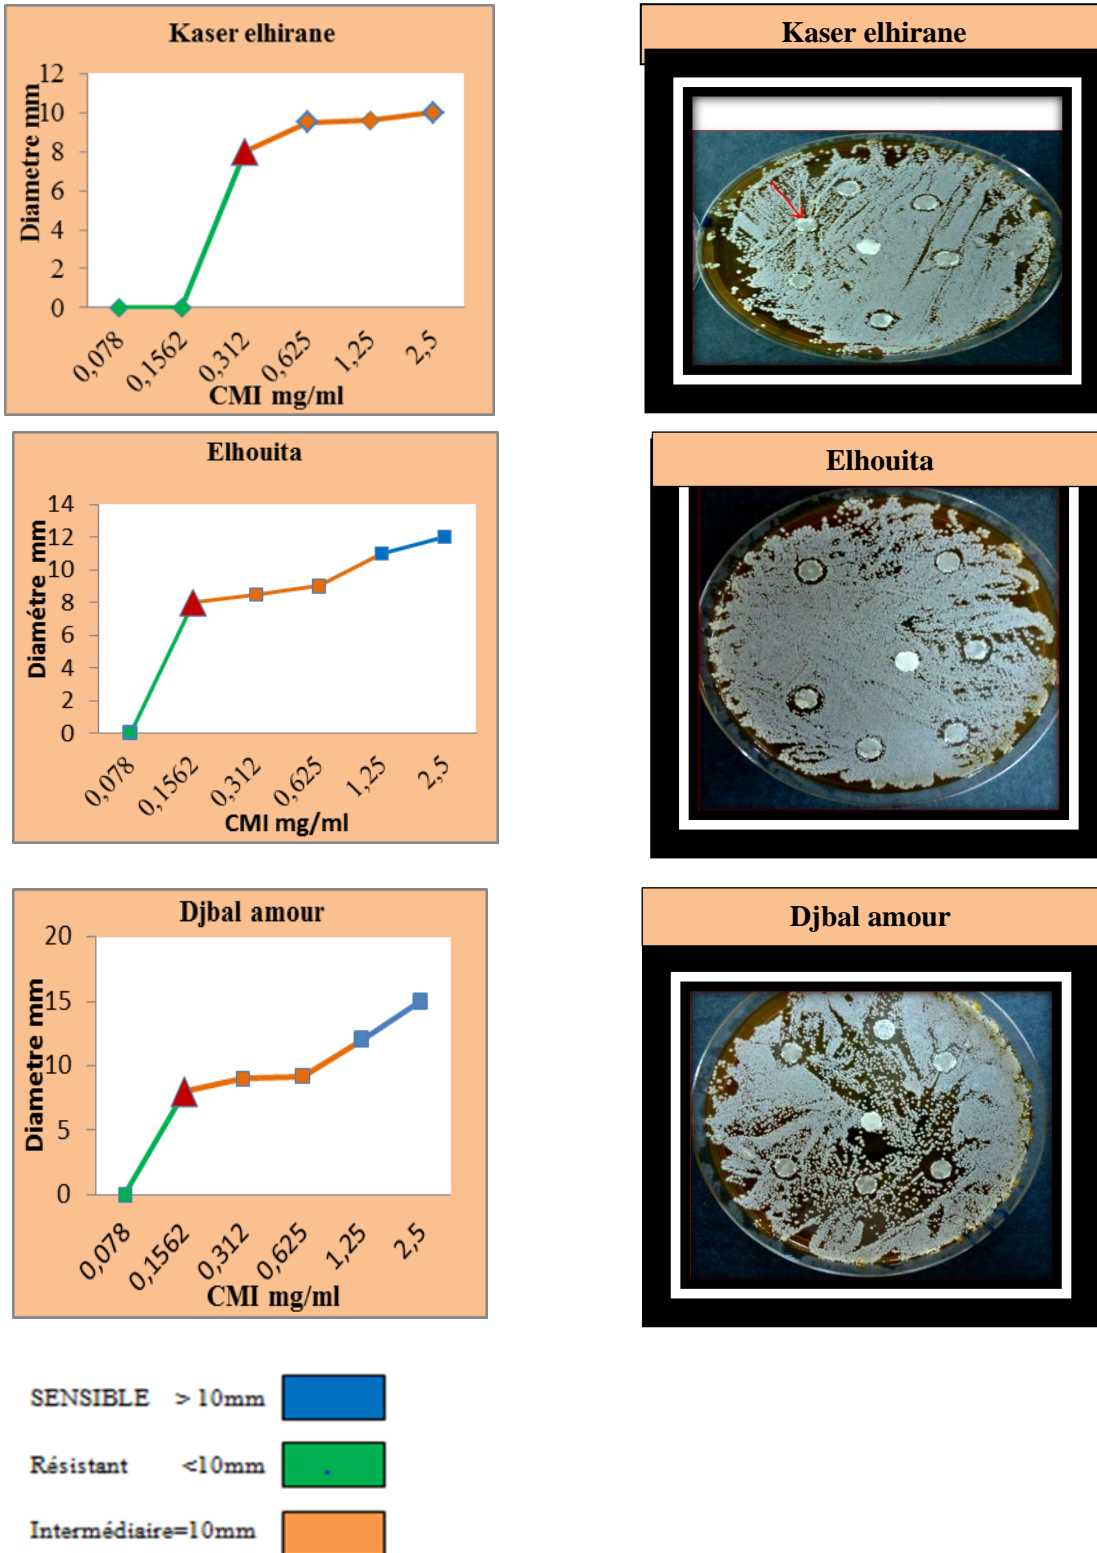 Kaser elhirane
Diametre mm
12
10
8
6
4
2
0
0,078
0,1562
0,312
0,625
1,25
2,5
CMI mg/ml
Kaser elhirane
Elhouita
Diamétre mm
14
12
10
8
6
4
2
0
0,078
0,1562
0,312
0,625
1,25
2,5
CMI mg/ml
Elhouita
Djbal amour
Diametre mm
20
15
10
5
0
0,078
0,1562
0,312
0,625
1,25
2,5
CMI mg/ml
Djbal amour
SENSIBLE > 10mm
Résistant <10mm
Intermédiaire=10mm